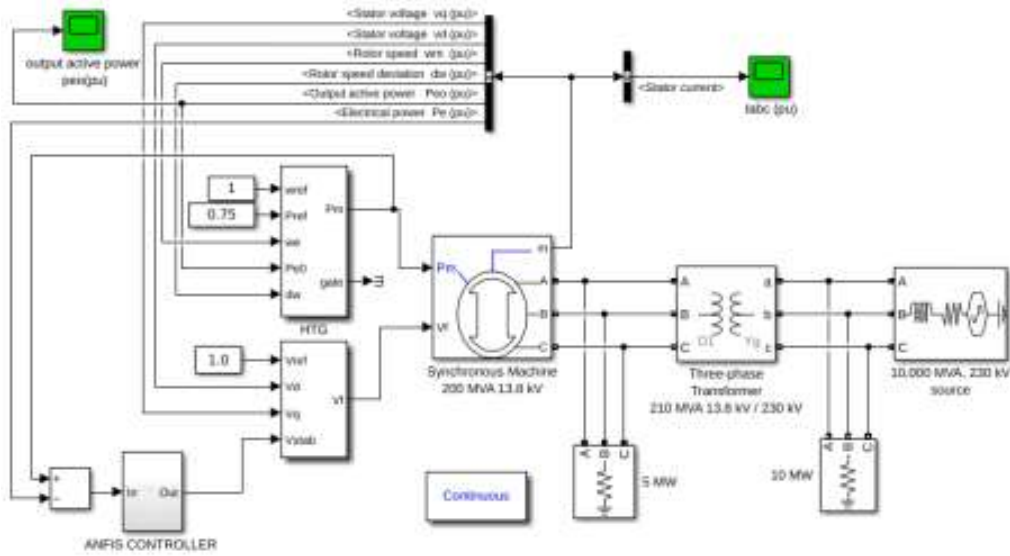 <Stator voltage vq (pu)>
<Stator voltage vd (pu)>
<Rotor speed wm (pu)>
<Rotor speed deviation dw (pu)>
<Output active power Peo (pu)>
<Electrical power Pe (pu)>
output active power
peo(pu)
<Stator current>
Iabc (pu)
1
0.75
wref
Pref
we
Pe0
dw
Pm
gate
HTG
1.0
Vref
Vd
Vq
Vstab
Vf
Pm
Vf
m
A
B
C
Synchronous Machine
200 MVA 13.8 kV
A
B
C
D1
Yg
a
b
c
Three-phase
Transformer
210 MVA 13.8 kV / 230 kV
A
B
C
10,000 MVA, 230 kV
source
A B C
5 MW
A B C
10 MW
+
−
In
Out
ANFIS CONTROLLER
Continuous